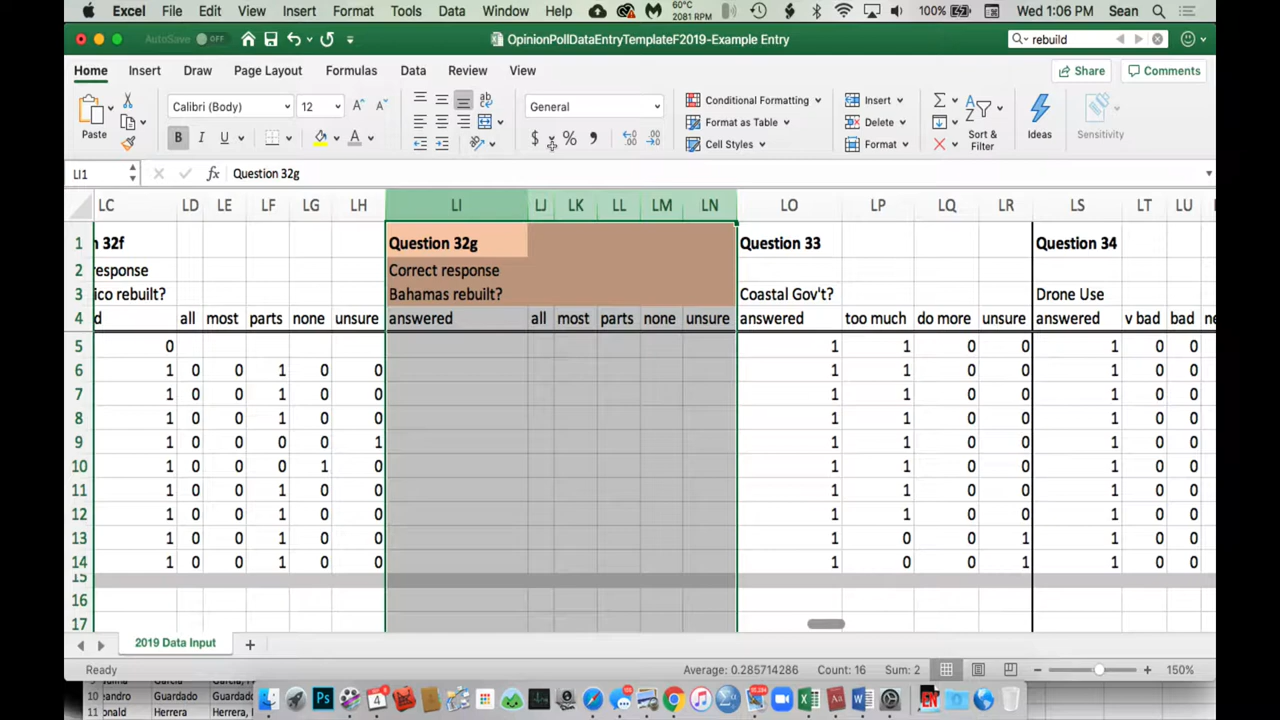 Excel File Edit View Insert Format Tools Data Window Help 60°C 2081 RPM 100% Wed 1:06 PM Sean
AutoSave OFF OpinionPollDataEntryTemplateF2019-Example Entry rebuild
Home Insert Draw Page Layout Formulas Data Review View Share Comments
Paste Calibri (Body) 12 General Conditional Formatting Insert
Format as Table Delete Sort & Filter Ideas Sensitivity
B I U A $ % Cell Styles Format
LI1 fx Question 32g
LC LD LE LF LG LH LI LJ LK LL LM LN LO LP LQ LR LS LT LU
1 n 32f Question 32g Question 33 Question 34
2 response Correct response
3 ico rebuilt? Bahamas rebuilt? Coastal Gov't? Drone Use
4 d all most parts none unsure answered all most parts none unsure answered too much do more unsure answered v bad bad
5 0 1 1 0 0 1 0 0
6 1 0 0 1 0 0 1 1 0 0 1 0 0
7 1 0 0 1 0 0 1 1 0 0 1 0 0
8 1 0 0 1 0 0 1 1 0 0 1 0 0
9 1 0 0 0 0 1 1 1 0 0 1 0 0
10 1 0 0 0 1 0 1 1 0 0 1 0 0
11 1 0 0 1 0 0 1 1 0 0 1 0 0
12 1 0 0 1 0 0 1 1 0 0 1 0 0
13 1 0 0 1 0 0 1 0 0 1 1 0 0
14 1 0 0 1 0 0 1 0 0 1 1 0 0
15
16
17
2019 Data Input
Ready Average: 0.285714286 Count: 16 Sum: 2 150%
10 eandro Guardado Guardado,
11 onald Herrera Herrera,